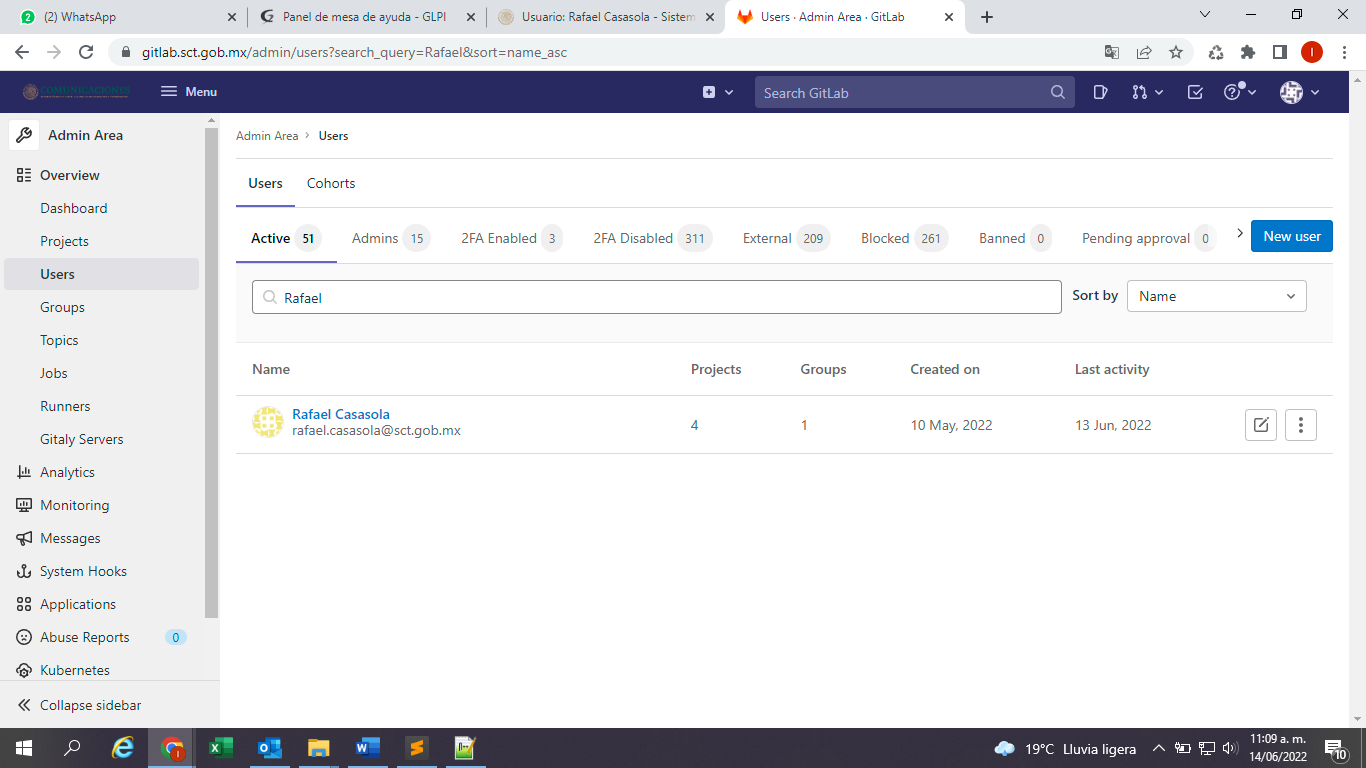 (2) WhatsApp
Panel de mesa de ayuda - GLPI
Usuario: Rafael Casasola - Sistem
Users · Admin Area · GitLab
gitlab.sct.gob.mx/admin/users?search_query=Rafael&sort=name_asc
I
COMUNICACIONES
Menu
Search GitLab
Admin Area
Overview
Dashboard
Projects
Users
Groups
Topics
Jobs
Runners
Gitaly Servers
Analytics
Monitoring
Messages
System Hooks
Applications
Abuse Reports 0
Kubernetes
Collapse sidebar
Admin Area › Users
Users Cohorts
Active 51 Admins 15 2FA Enabled 3 2FA Disabled 311 External 209 Blocked 261 Banned 0 Pending approval 0 New user
Rafael Sort by Name
Name Projects Groups Created on Last activity
Rafael Casasola
rafael.casasola@sct.gob.mx 4 1 10 May, 2022 13 Jun, 2022
19°C Lluvia ligera
11:09 a. m.
14/06/2022
10